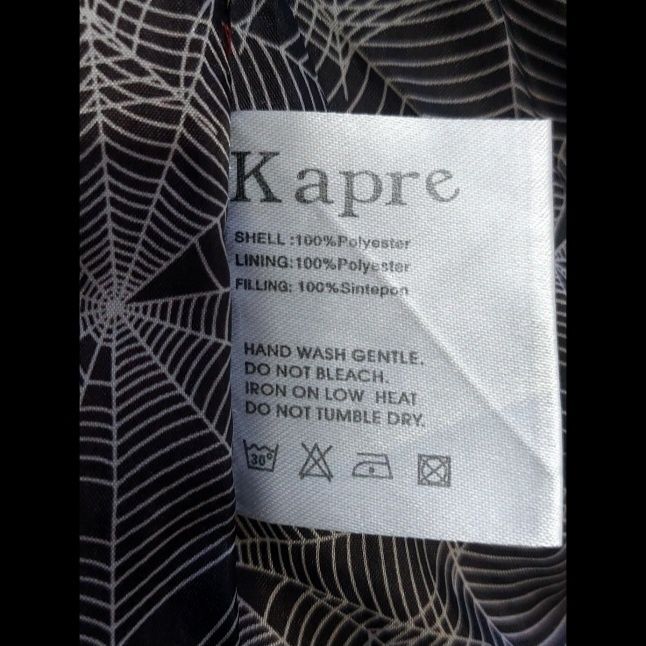 Kapre
SHELL :100%Polyester
LINING:100%Polyester
FILLING: 100%Sintepon
HAND WASH GENTLE.
DO NOT BLEACH.
IRON ON LOW HEAT
DO NOT TUMBLE DRY.
30°